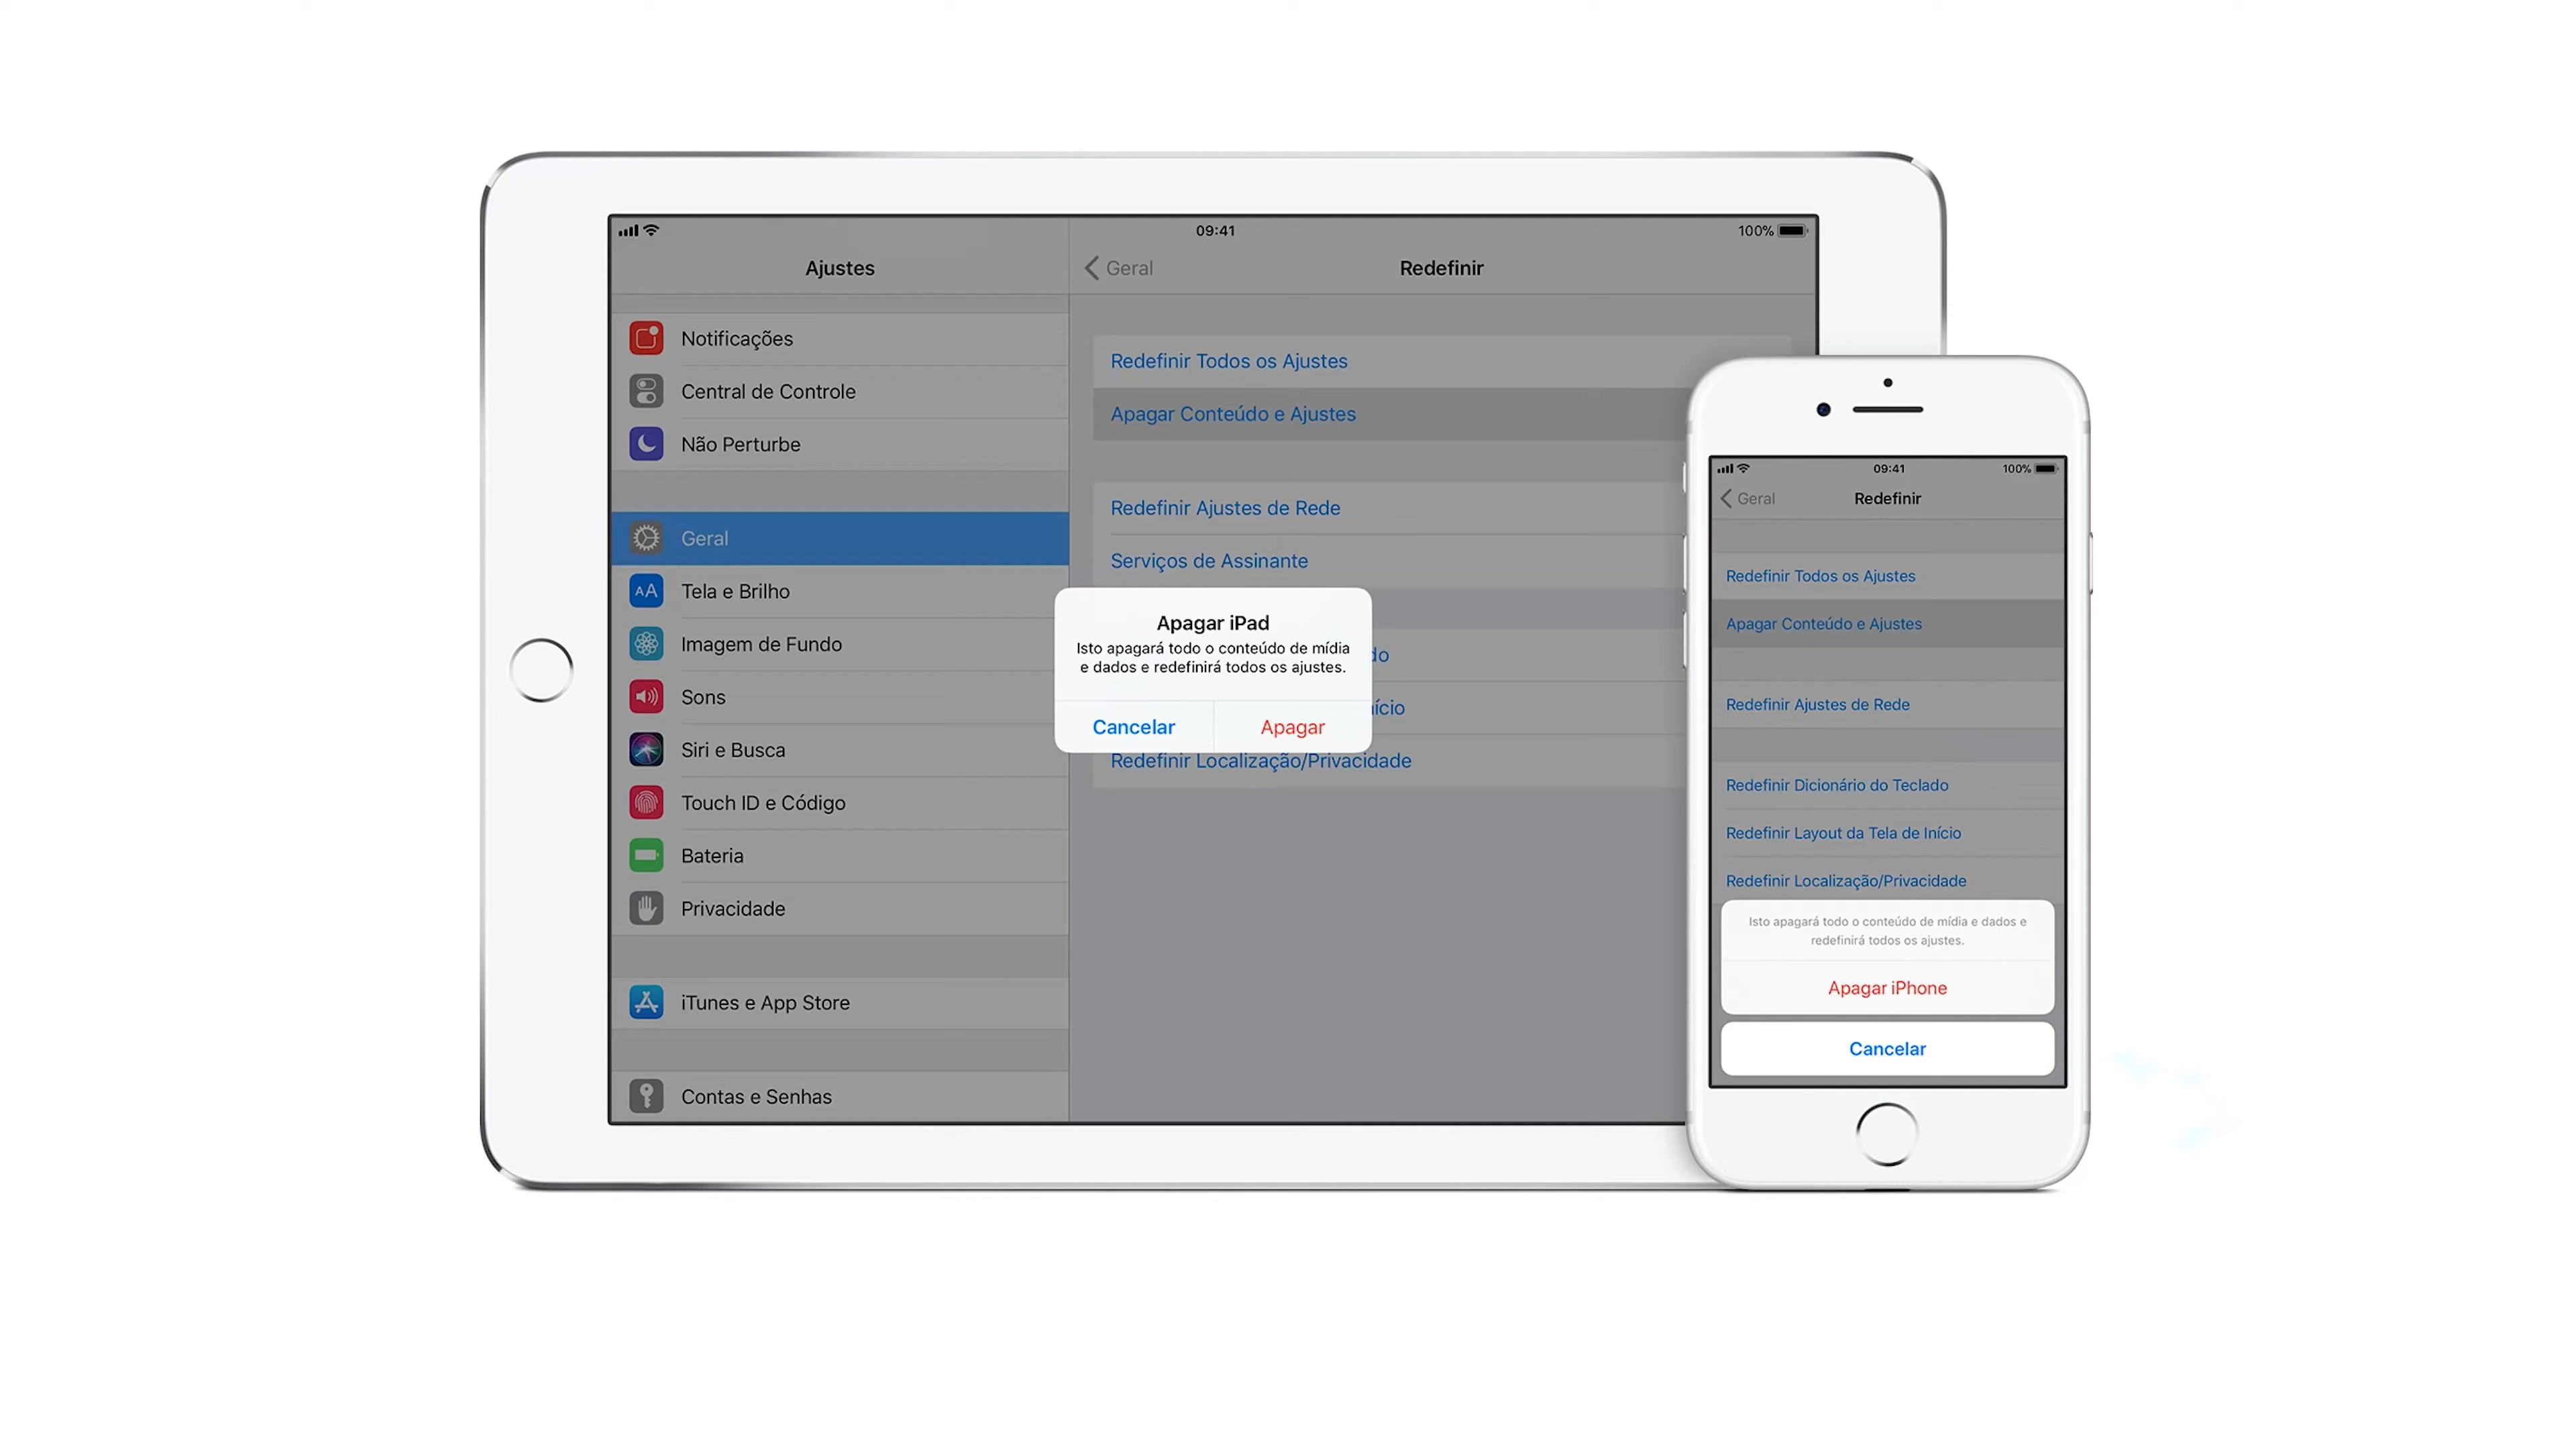 09:41
100%
Ajustes
Geral
Redefinir
Notificações
Central de Controle
Não Perturbe
Geral
Tela e Brilho
Imagem de Fundo
Sons
Siri e Busca
Touch ID e Código
Bateria
Privacidade
iTunes e App Store
Contas e Senhas
Redefinir Todos os Ajustes
Apagar Conteúdo e Ajustes
Redefinir Ajustes de Rede
Serviços de Assinante
do
ício
Redefinir Localização/Privacidade
Apagar iPad
Isto apagará todo o conteúdo de mídia
e dados e redefinirá todos os ajustes.
Cancelar
Apagar
09:41
100%
Geral
Redefinir
Redefinir Todos os Ajustes
Apagar Conteúdo e Ajustes
Redefinir Ajustes de Rede
Redefinir Dicionário do Teclado
Redefinir Layout da Tela de Início
Redefinir Localização/Privacidade
Isto apagará todo o conteúdo de mídia e dados e
redefinirá todos os ajustes.
Apagar iPhone
Cancelar